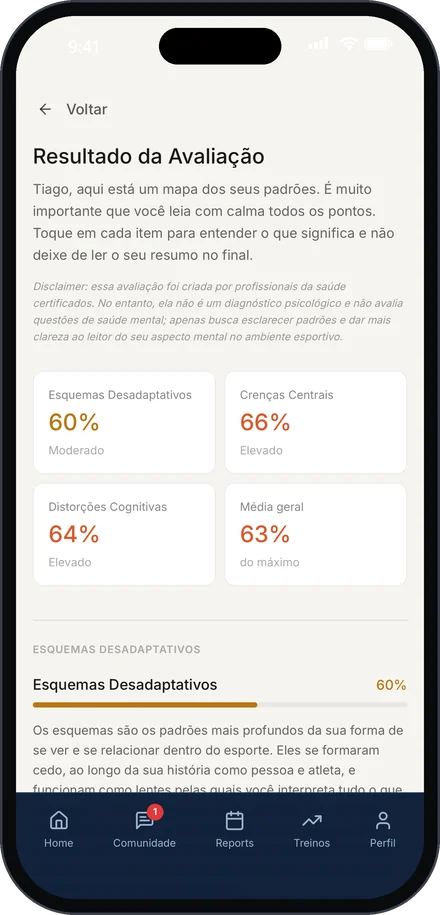 9:41
Voltar
Resultado da Avaliação
Tiago, aqui está um mapa dos seus padrões. É muito
importante que você leia com calma todos os pontos.
Toque em cada item para entender o que significa e não
deixe de ler o seu resumo no final.
Disclaimer: essa avaliação foi criada por profissionais da saúde
certificados. No entanto, ela não é um diagnóstico psicológico e não avalia
questões de saúde mental; apenas busca esclarecer padrões e dar mais
clareza ao leitor do seu aspecto mental no ambiente esportivo.
Esquemas Desadaptativos
60%
Moderado
Crenças Centrais
66%
Elevado
Distorções Cognitivas
64%
Elevado
Média geral
63%
do máximo
ESQUEMAS DESADAPTATIVOS
Esquemas Desadaptativos 60%
Os esquemas são os padrões mais profundos da sua forma de
se ver e se relacionar dentro do esporte. Eles se formaram
cedo, ao longo da sua história como pessoa e atleta, e
funcionam como lentes pelas quais você interpreta tudo o que
1
Home Comunidade Reports Treinos Perfil